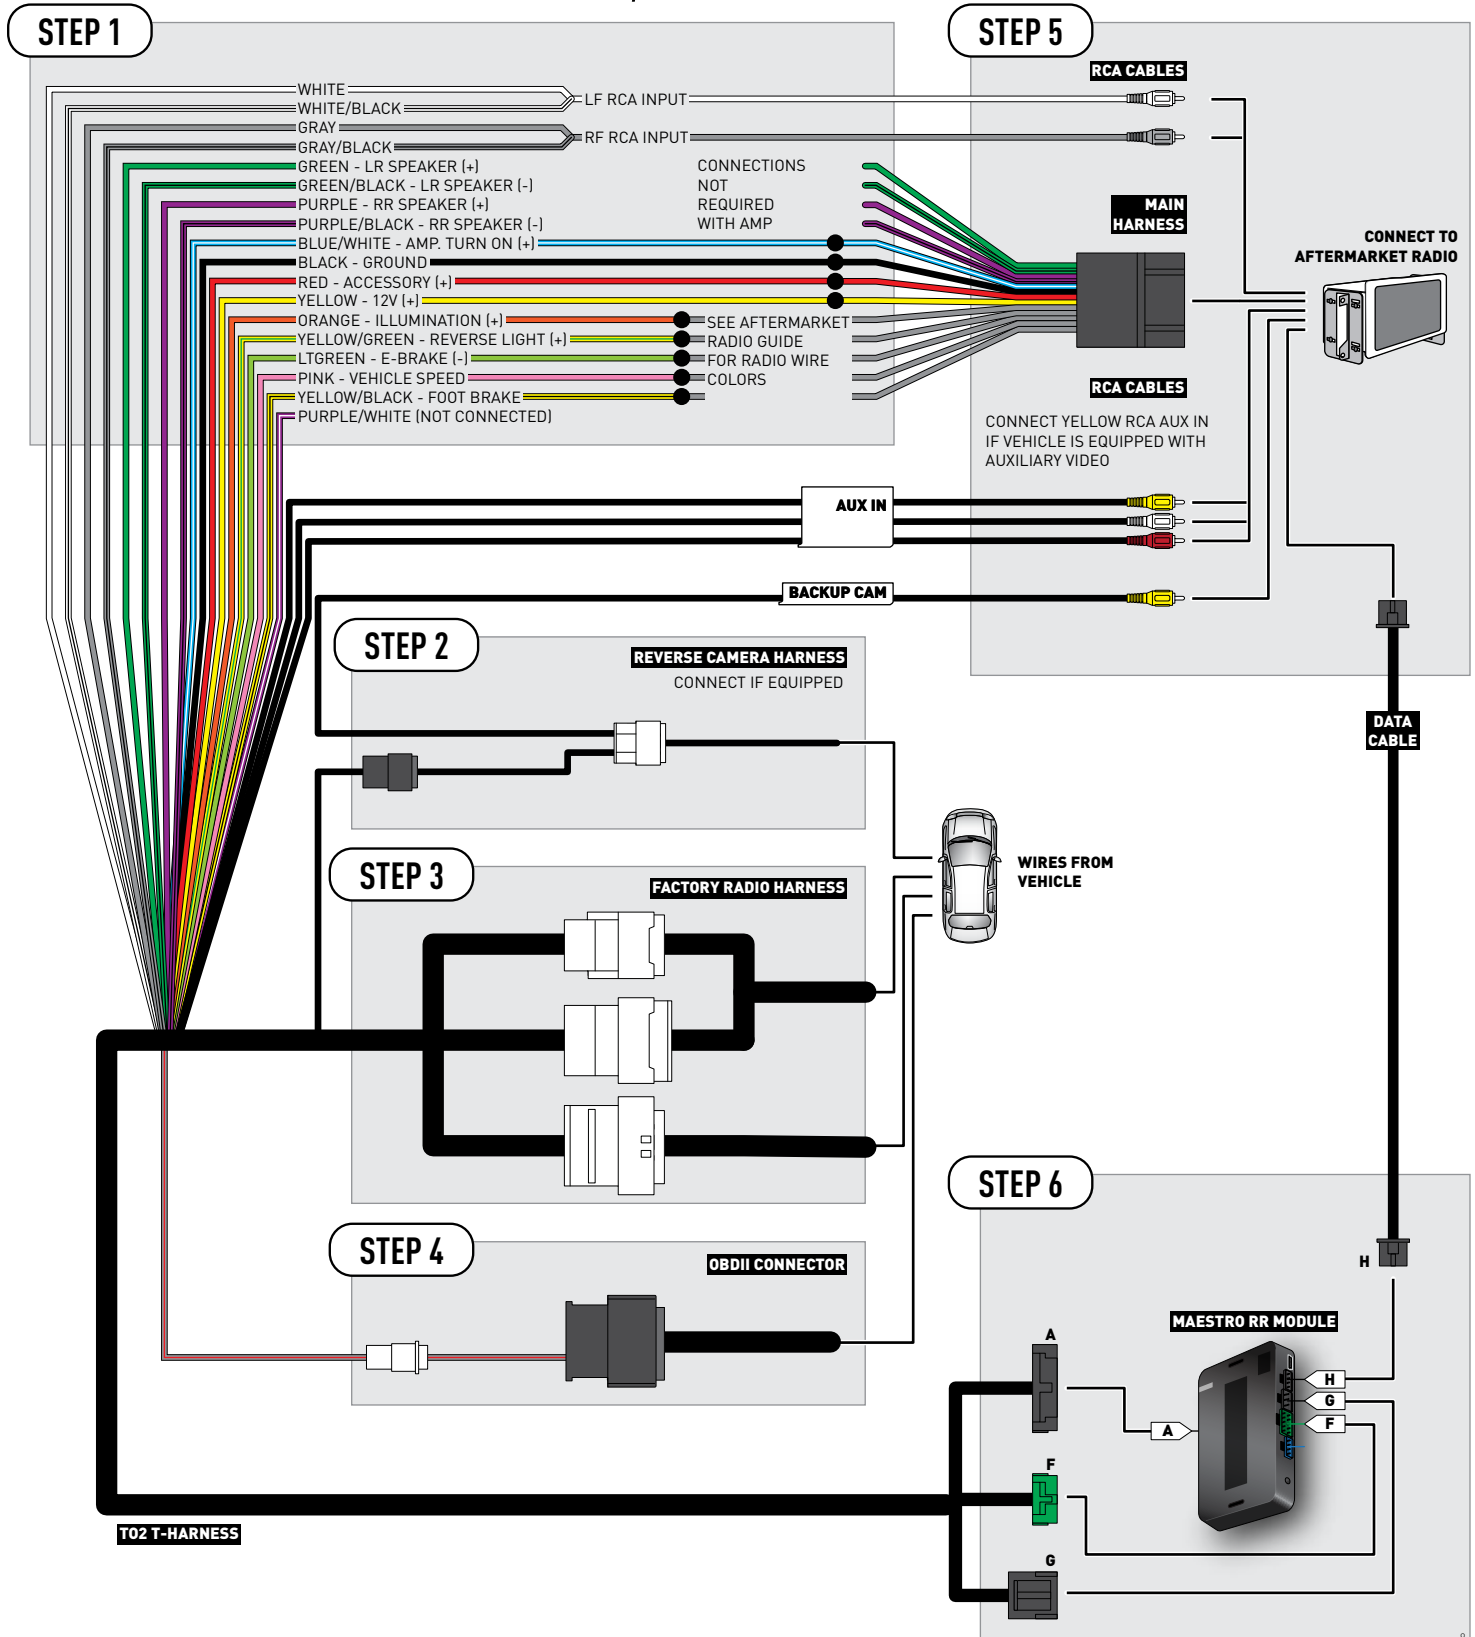 STEP 1
WHITE
WHITE/BLACK
LF RCA INPUT
GRAY
GRAY/BLACK
RF RCA INPUT
GREEN - LR SPEAKER (+)
GREEN/BLACK - LR SPEAKER (-)
PURPLE - RR SPEAKER (+)
PURPLE/BLACK - RR SPEAKER (-)
BLUE/WHITE - AMP. TURN ON (+)
BLACK - GROUND
RED - ACCESSORY (+)
YELLOW - 12V (+)
ORANGE - ILLUMINATION (+)
YELLOW/GREEN - REVERSE LIGHT (+)
LTGREEN - E-BRAKE (-)
PINK - VEHICLE SPEED
YELLOW/BLACK - FOOT BRAKE
PURPLE/WHITE (NOT CONNECTED)
CONNECTIONS
NOT
REQUIRED
WITH AMP
SEE AFTERMARKET
RADIO GUIDE
FOR RADIO WIRE
COLORS
STEP 5
RCA CABLES
MAIN
HARNESS
CONNECT TO
AFTERMARKET RADIO
RCA CABLES
CONNECT YELLOW RCA AUX IN
IF VEHICLE IS EQUIPPED WITH
AUXILIARY VIDEO
AUX IN
BACKUP CAM
STEP 2
REVERSE CAMERA HARNESS
CONNECT IF EQUIPPED
DATA
CABLE
STEP 3
FACTORY RADIO HARNESS
WIRES FROM
VEHICLE
STEP 4
OBDII CONNECTOR
STEP 6
H
MAESTRO RR MODULE
A
H
G
F
A
F
G
T02 T-HARNESS